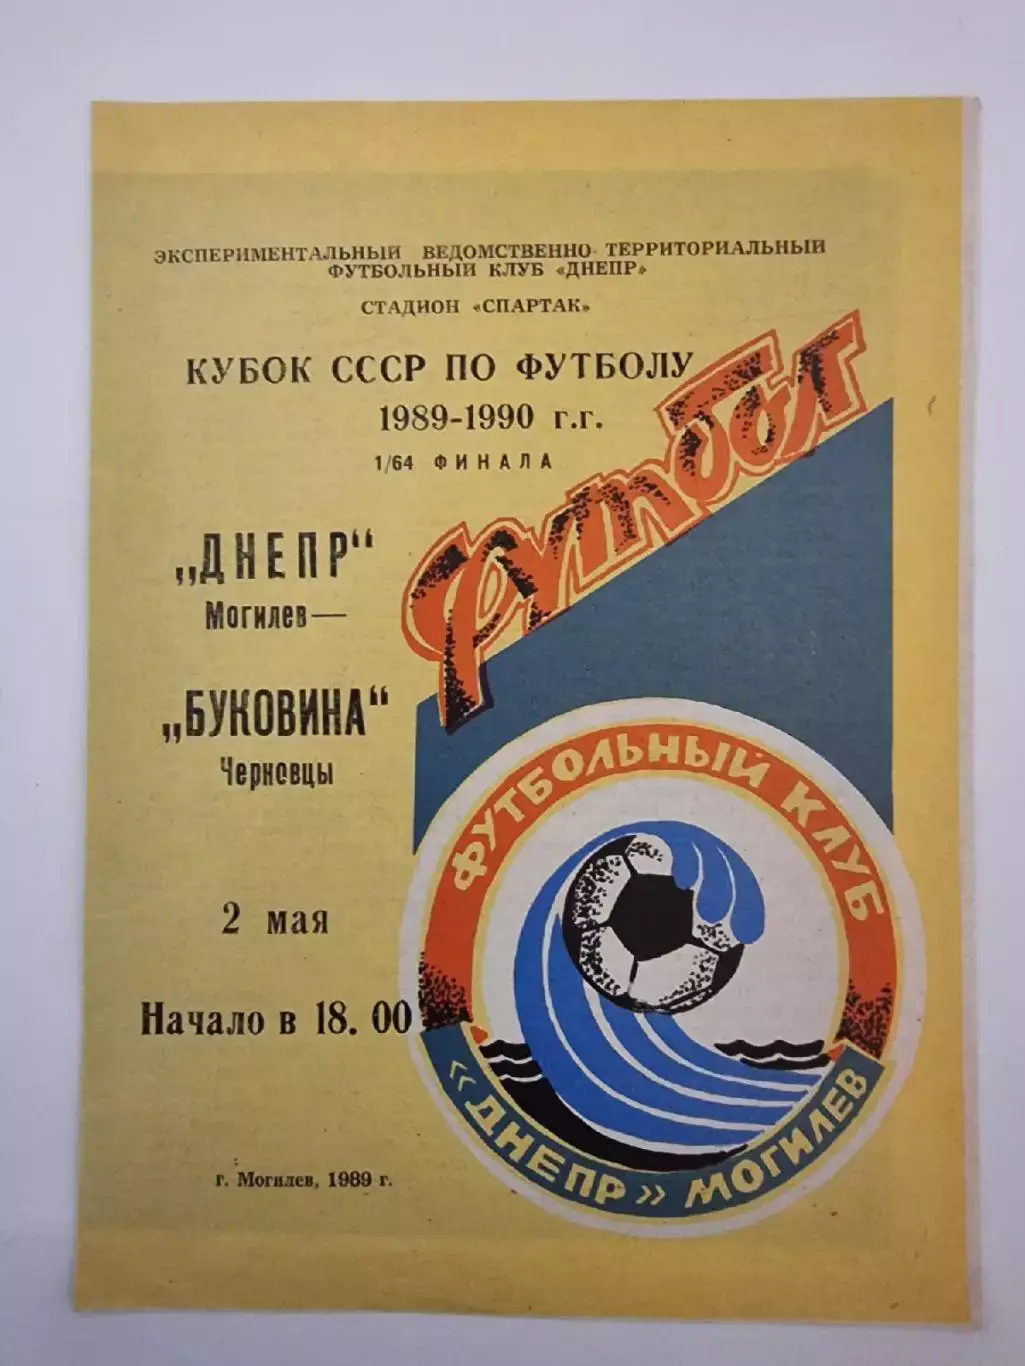 ЭКСПЕРИМЕНТАЛЬНЫЙ ВЕДОМСТВЕННО-ТЕРРИТОРИАЛЬНЫЙ
ФУТБОЛЬНЫЙ КЛУБ «ДНЕПР»
СТАДИОН «СПАРТАК»
КУБОК СССР ПО ФУТБОЛУ
1989-1990 г.г.
1/64 ФИНАЛА
футбол
„ДНЕПР“
Могилев—
„БУКОВИНА“
Черновцы
2 мая
Начало в 18. 00
ФУТБОЛЬНЫЙ КЛУБ
«ДНЕПР» МОГИЛЕВ
г. Могилев, 1989 г.